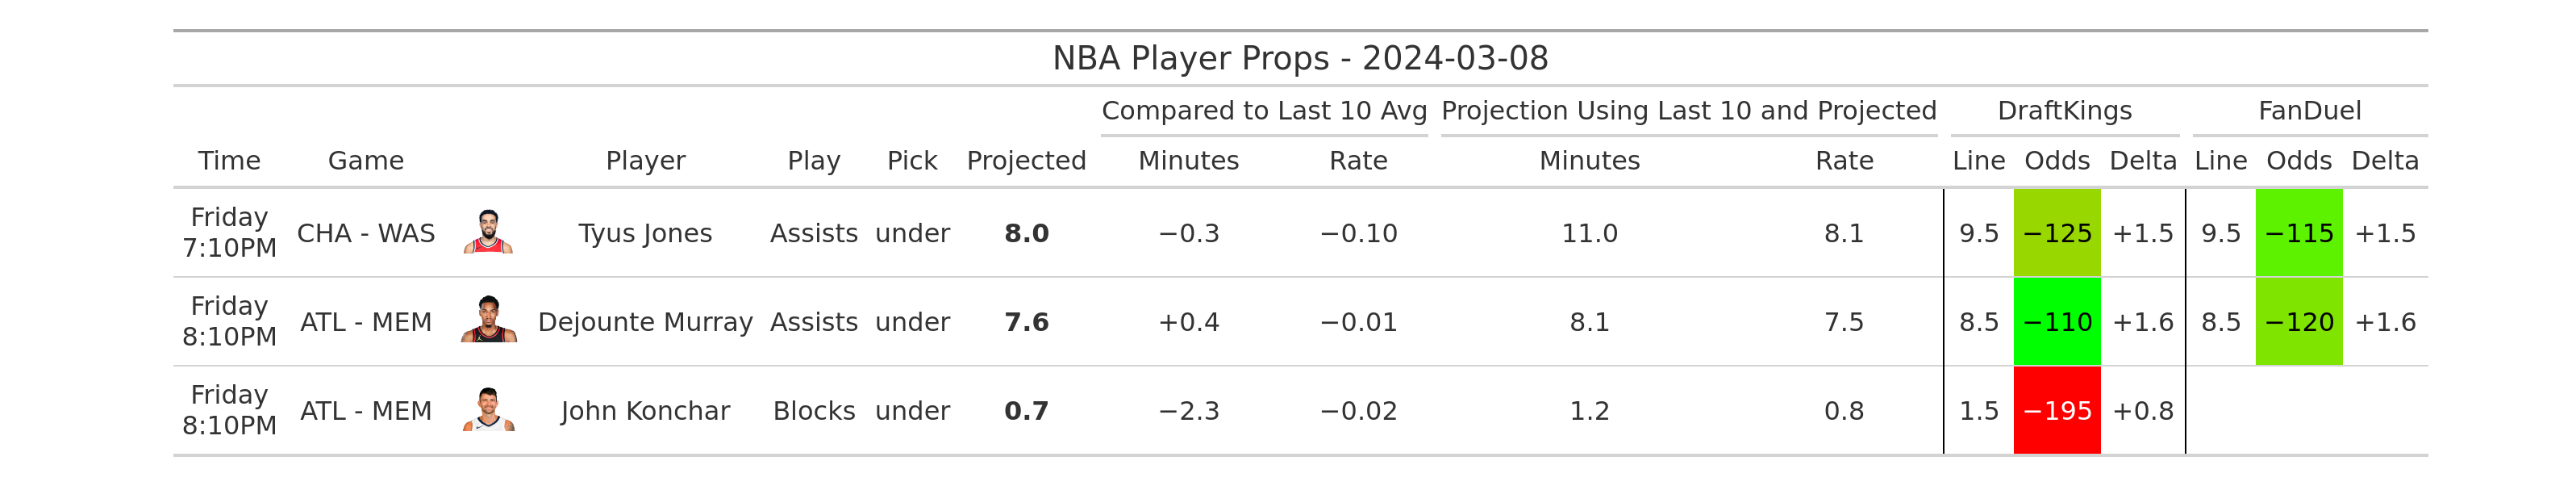 NBA Player Props - 2024-03-08
Compared to Last 10 Avg Projection Using Last 10 and Projected DraftKings FanDuel
Time Game Player Play Pick Projected Minutes Rate Minutes Rate Line Odds Delta Line Odds Delta
Friday
7:10PM CHA - WAS Tyus Jones Assists under 8.0 −0.3 −0.10 11.0 8.1 9.5 −125 +1.5 9.5 −115 +1.5
Friday
8:10PM ATL - MEM Dejounte Murray Assists under 7.6 +0.4 −0.01 8.1 7.5 8.5 −110 +1.6 8.5 −120 +1.6
Friday
8:10PM ATL - MEM John Konchar Blocks under 0.7 −2.3 −0.02 1.2 0.8 1.5 −195 +0.8